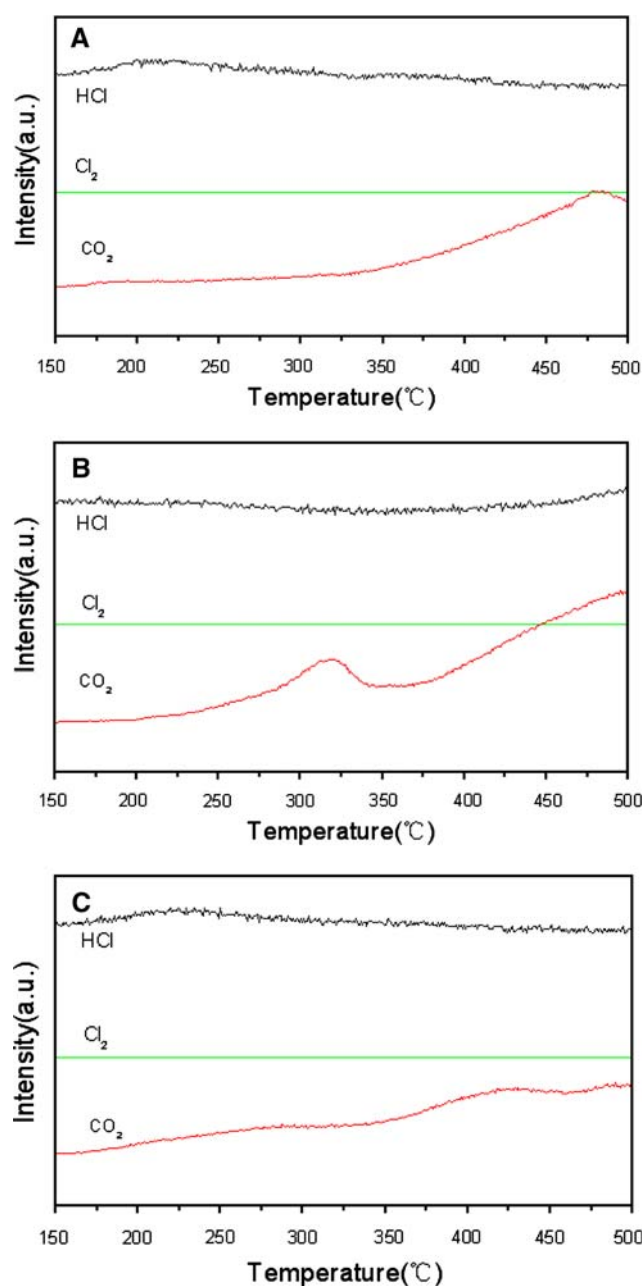 A
HCl
Cl₂
CO₂
Intensity(a.u.)
150 200 250 300 350 400 450 500
Temperature(℃)
B
HCl
Cl₂
CO₂
Intensity(a.u.)
150 200 250 300 350 400 450 500
Temperature(℃)
C
HCl
Cl₂
CO₂
Intensity(a.u.)
150 200 250 300 350 400 450 500
Temperature(℃)